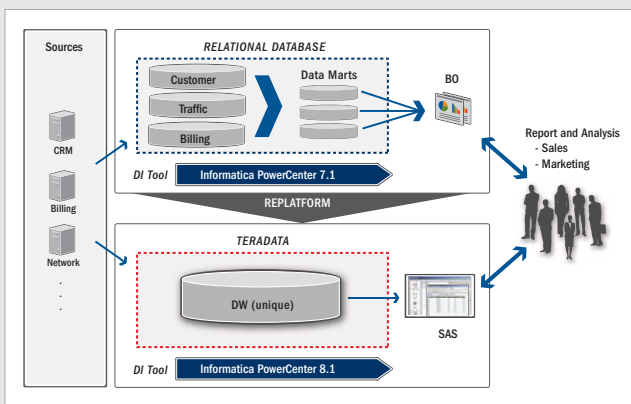 Sources
CRM
Billing
Network
.
.
.
RELATIONAL DATABASE
Customer
Traffic
Billing
Data Marts
BO
DI Tool
Informatica PowerCenter 7.1
REPLATFORM
TERADATA
DW (unique)
SAS
DI Tool
Informatica PowerCenter 8.1
Report and Analysis
- Sales
- Marketing